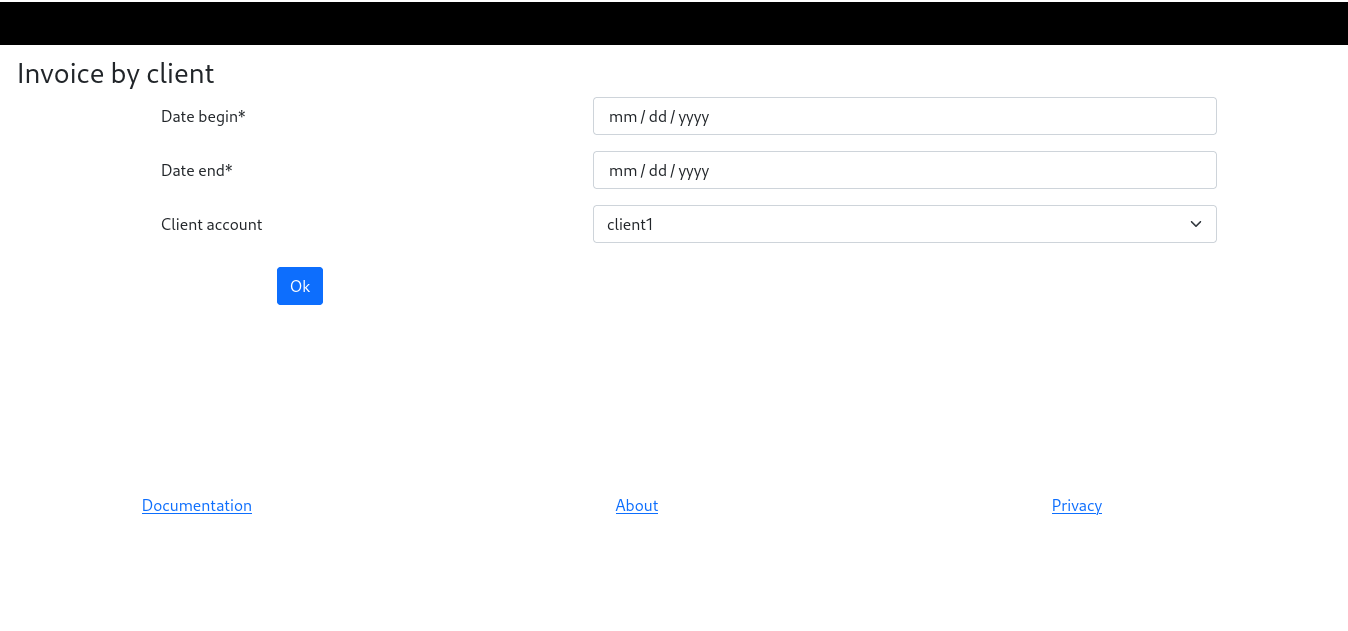 Invoice by client
Date begin* mm / dd / yyyy
Date end* mm / dd / yyyy
Client account client1
Ok
Documentation About Privacy